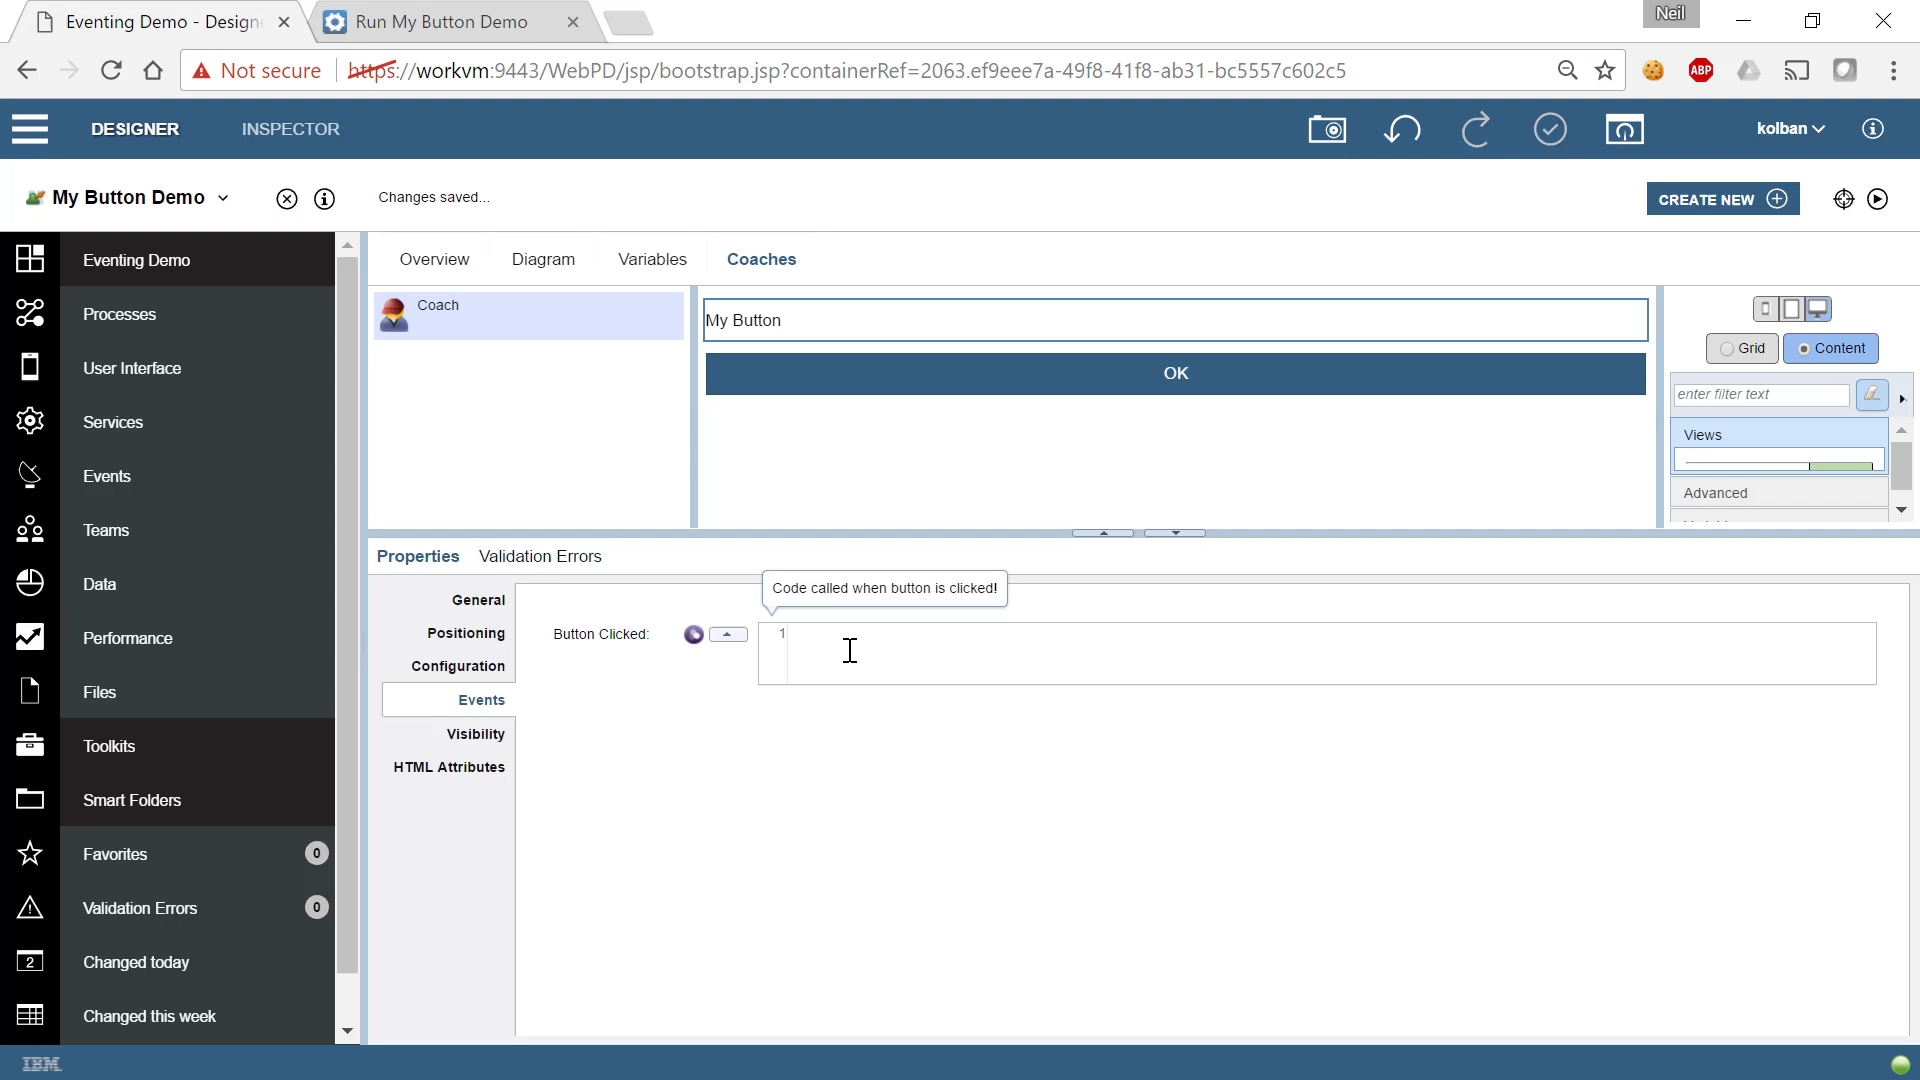 Eventing Demo - Design
Run My Button Demo
Neil
Not secure
https://workvm:9443/WebPD/jsp/bootstrap.jsp?containerRef=2063.ef9eee7a-49f8-41f8-ab31-bc5557c602c5
ABP
DESIGNER
INSPECTOR
kolban
My Button Demo
Changes saved...
CREATE NEW
Eventing Demo
Processes
User Interface
Services
Events
Teams
Data
Performance
Files
Toolkits
Smart Folders
Favorites
0
Validation Errors
0
2
Changed today
Changed this week
Overview
Diagram
Variables
Coaches
Coach
My Button
OK
Grid
Content
enter filter text
Views
Advanced
Properties
Validation Errors
General
Positioning
Configuration
Events
Visibility
HTML Attributes
Code called when button is clicked!
Button Clicked:
1
IBM